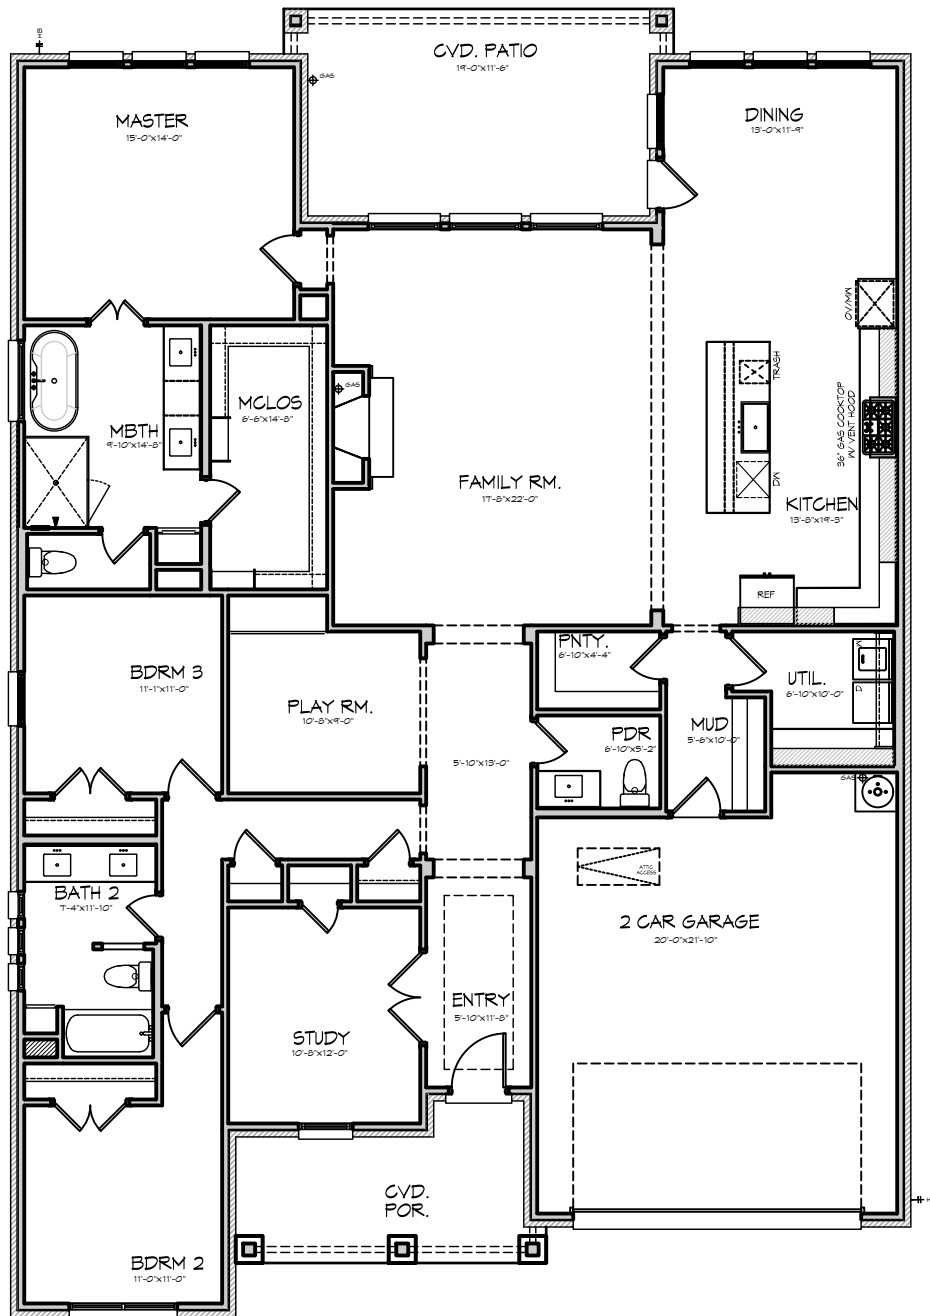 HB
CVD. PATIO
19'-0"x11'-6"
GAS
MASTER
15'-0"x14'-0"
DINING
13'-0"x11'-9"
OV/MW
MCLOS
6'-6"x14'-8"
GAS
TRASH
36" GAS COOKTOP
W/ VENT HOOD
MBTH
9'-10"x14'-8"
FAMILY RM.
17'-8"x22'-0"
DW
KITCHEN
13'-8"x19'-3"
REF
PNTY.
6'-10"x4'-4"
W
BDRM 3
11'-1"x11'-0"
UTIL.
6'-10"x10'-0"
D
PLAY RM.
10'-8"x9'-0"
MUD
5'-6"x10'-0"
PDR
6'-10"x5'-2"
5'-10"x13'-0"
GAS
ATTIC
ACCESS
BATH 2
7'-4"x11'-10"
2 CAR GARAGE
20'-0"x21'-10"
ENTRY
5'-10"x11'-8"
STUDY
10'-8"x12'-0"
CVD.
POR.
H
BDRM 2
11'-0"x11'-0"